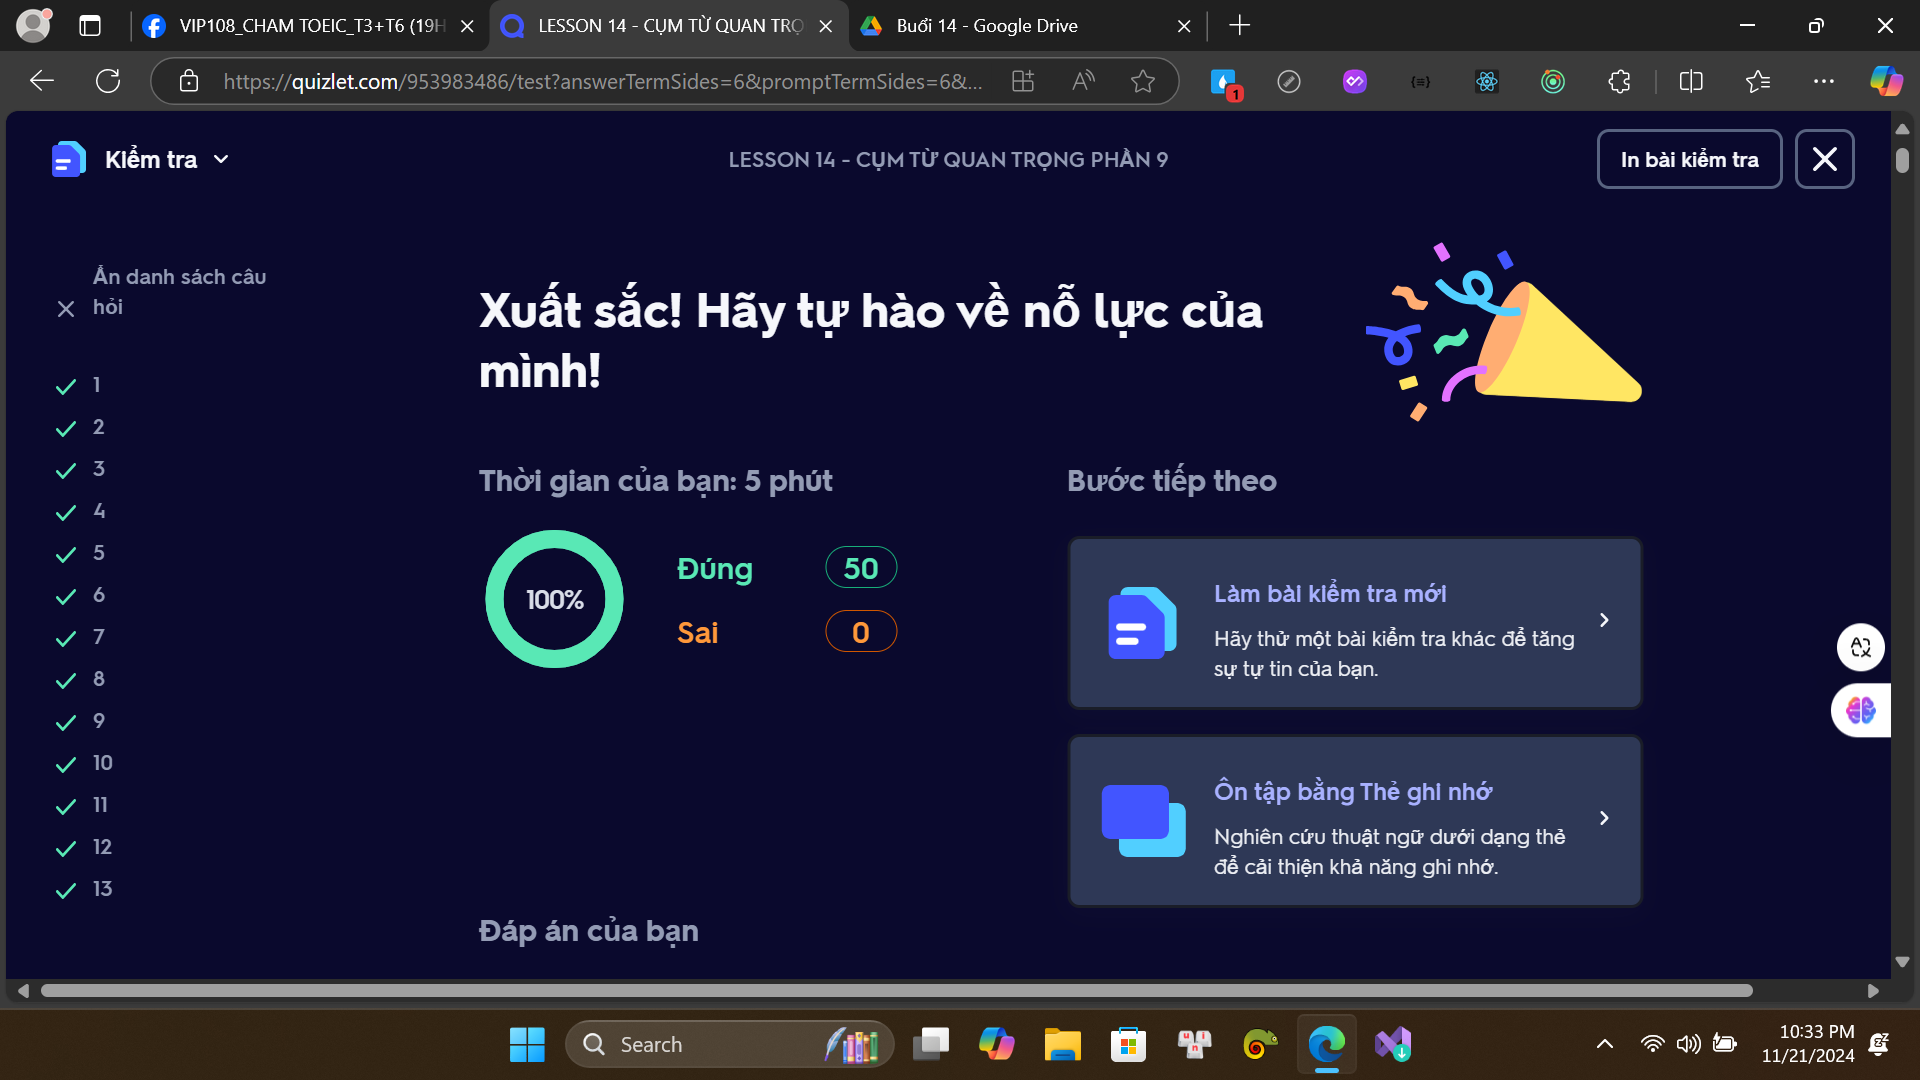 VIP108_CHAM TOEIC_T3+T6 (19H
LESSON 14 - CỤM TỪ QUAN TRỌ
Buổi 14 - Google Drive
https://quizlet.com/953983486/test?answerTermSides=6&promptTermSides=6&...
1
Kiểm tra
LESSON 14 - CỤM TỪ QUAN TRỌNG PHẦN 9
In bài kiểm tra
Ẩn danh sách câu
hỏi
1
2
3
4
5
6
7
8
9
10
11
12
13
Xuất sắc! Hãy tự hào về nỗ lực của
mình!
Thời gian của bạn: 5 phút
100%
Đúng 50
Sai 0
Bước tiếp theo
Làm bài kiểm tra mới
Hãy thử một bài kiểm tra khác để tăng
sự tự tin của bạn.
Ôn tập bằng Thẻ ghi nhớ
Nghiên cứu thuật ngữ dưới dạng thẻ
để cải thiện khả năng ghi nhớ.
Đáp án của bạn
Search
10:33 PM
11/21/2024